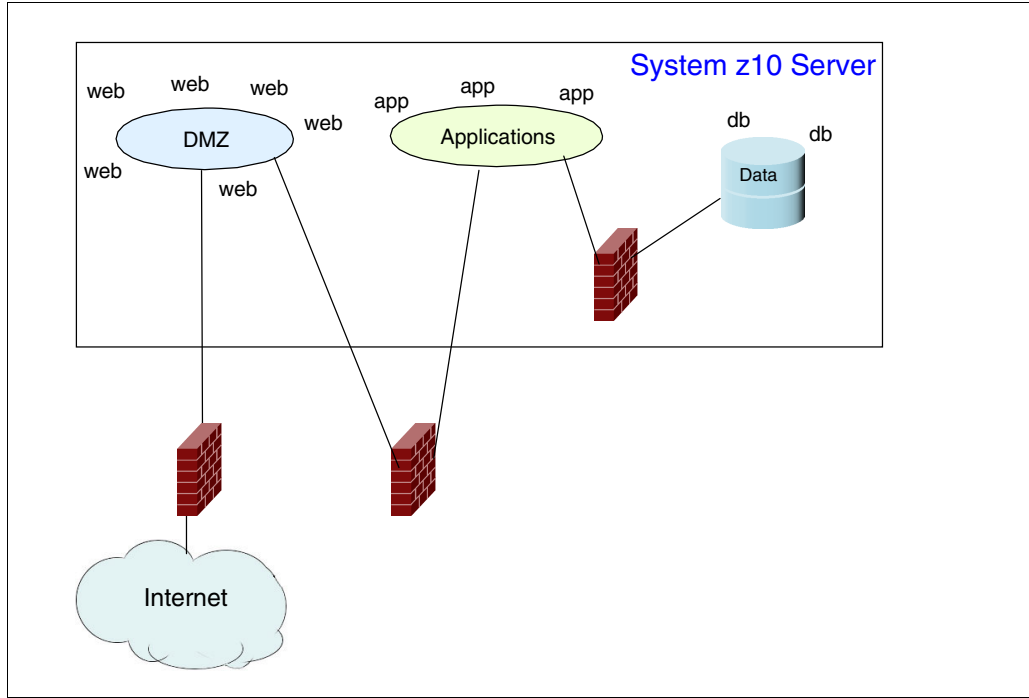 System z10 Server
web
web
web
web
web
web
DMZ
app
app
app
Applications
db
db
Data
Internet